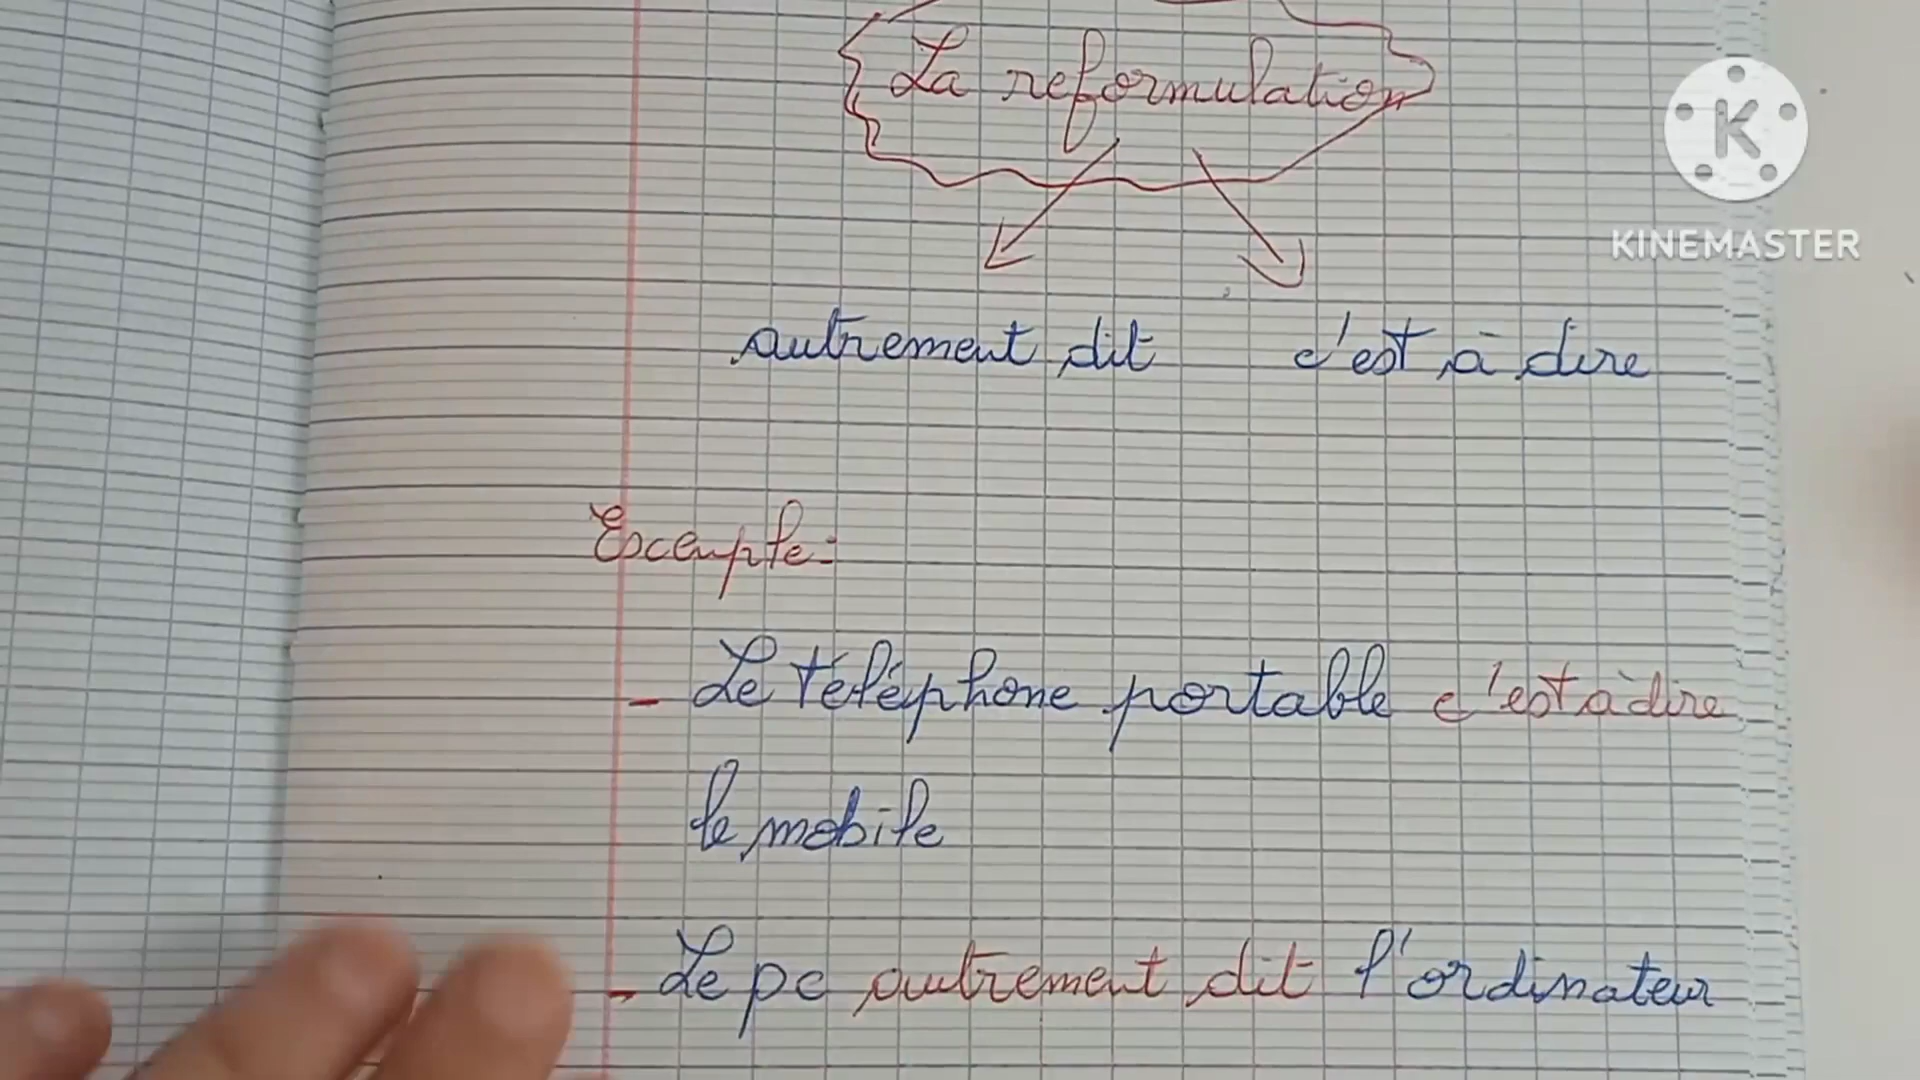 La reformulation
KINEMASTER
autrement dit c'est à dire
Exemple:
- Le téléphone portable c'est à dire
le mobile
- Le pc autrement dit l'ordinateur